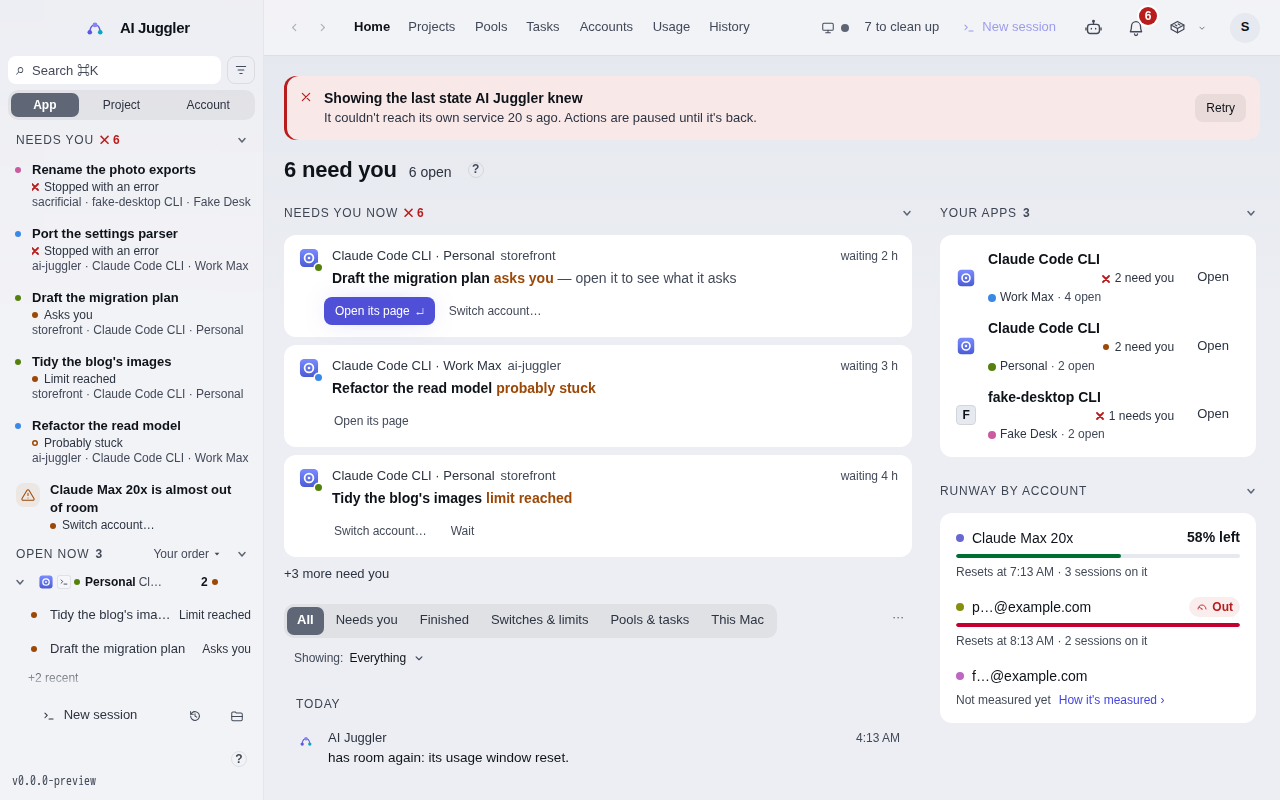 AI Juggler
Search ⌘K
App
Project
Account
NEEDS YOU 6
Rename the photo exports
Stopped with an error
sacrificial · fake-desktop CLI · Fake Desk
Port the settings parser
Stopped with an error
ai-juggler · Claude Code CLI · Work Max
Draft the migration plan
Asks you
storefront · Claude Code CLI · Personal
Tidy the blog's images
Limit reached
storefront · Claude Code CLI · Personal
Refactor the read model
Probably stuck
ai-juggler · Claude Code CLI · Work Max
Claude Max 20x is almost out
of room
Switch account…
OPEN NOW 3
Your order
Personal Cl… 2
Tidy the blog's ima… Limit reached
Draft the migration plan Asks you
+2 recent
New session
?
v0.0.0-preview
Home Projects Pools Tasks Accounts Usage History
7 to clean up
New session
6
S
Showing the last state AI Juggler knew
It couldn't reach its own service 20 s ago. Actions are paused until it's back.
Retry
6 need you 6 open ?
NEEDS YOU NOW 6
Claude Code CLI · Personal storefront waiting 2 h
Draft the migration plan asks you — open it to see what it asks
Open its page ↵ Switch account…
Claude Code CLI · Work Max ai-juggler waiting 3 h
Refactor the read model probably stuck
Open its page
Claude Code CLI · Personal storefront waiting 4 h
Tidy the blog's images limit reached
Switch account… Wait
+3 more need you
All Needs you Finished Switches & limits Pools & tasks This Mac
…
Showing: Everything
TODAY
AI Juggler 4:13 AM
has room again: its usage window reset.
YOUR APPS 3
Claude Code CLI
2 need you
Open
Work Max · 4 open
Claude Code CLI
2 need you
Open
Personal · 2 open
F
fake-desktop CLI
1 needs you
Open
Fake Desk · 2 open
RUNWAY BY ACCOUNT
Claude Max 20x 58% left
Resets at 7:13 AM · 3 sessions on it
p…@example.com Out
Resets at 8:13 AM · 2 sessions on it
f…@example.com
Not measured yet How it's measured ›